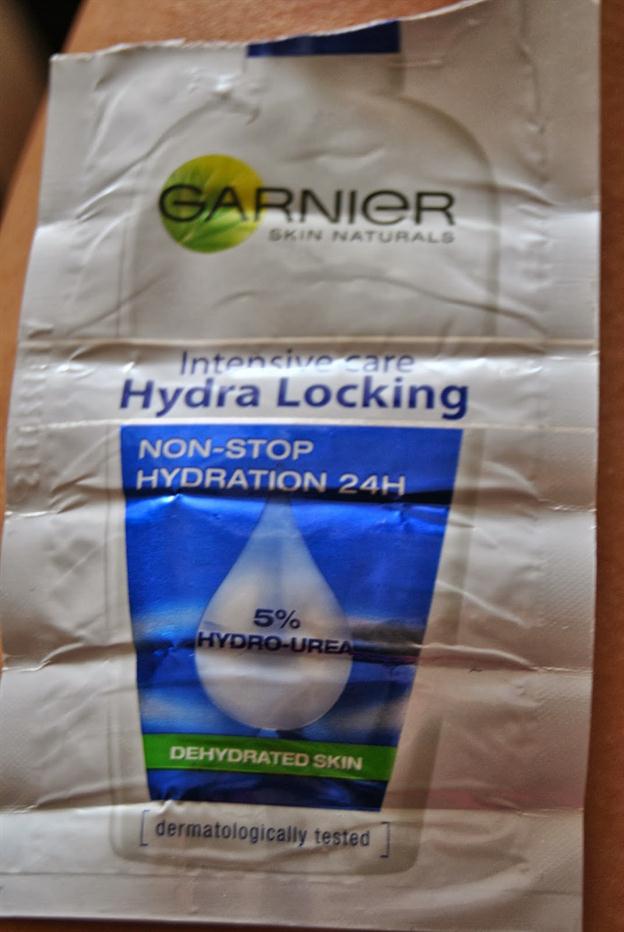 GARNIER
SKIN NATURALS
Intensive care
Hydra Locking
NON-STOP
HYDRATION 24H
5%
HYDRO-UREA
DEHYDRATED SKIN
[ dermatologically tested ]